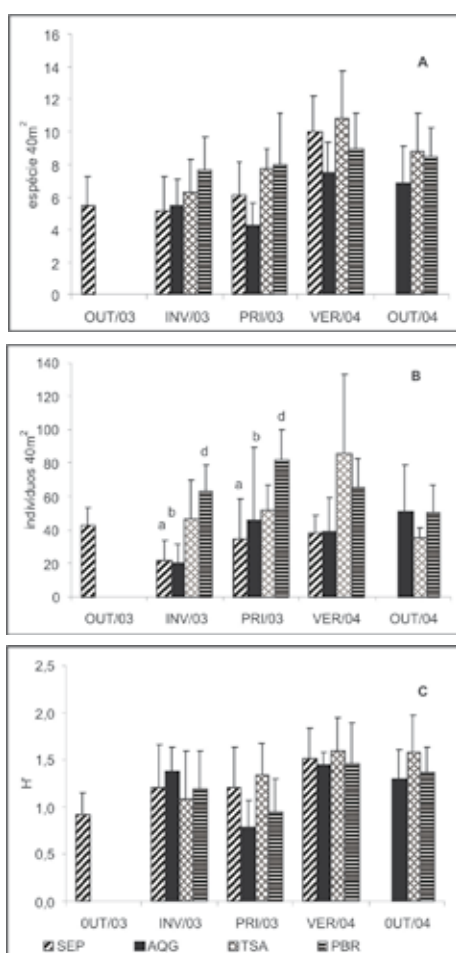 A
espécie 40m²
16
14
12
10
8
6
4
2
0
OUT/03 INV/03 PRI/03 VER/04 OUT/04
B
indivíduos 40m²
140
120
100
80
60
40
20
0
a b d a b d
OUT/03 INV/03 PRI/03 VER/04 OUT/04
C
H'
2,5
2,0
1,5
1,0
0,5
0,0
0UT/03 INV/03 PRI/03 VER/04 0UT/04
SEP AQG TSA PBR